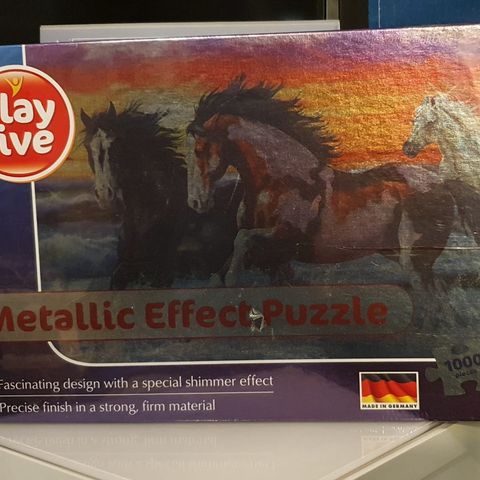 lay
ive
Metallic Effect Puzzle
1000
pieces
Fascinating design with a special shimmer effect
Precise finish in a strong, firm material
MADE IN GERMANY